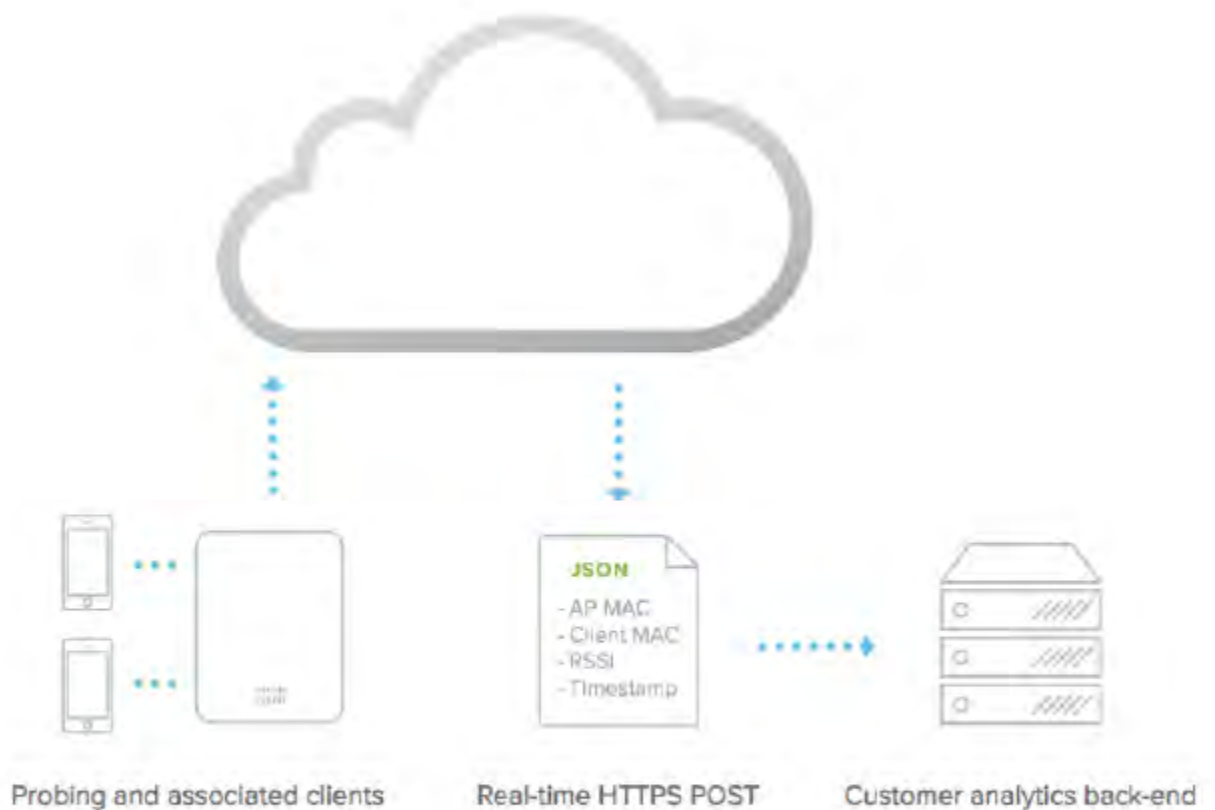 JSON
- AP MAC
- Client MAC
- RSSI
- Timestamp
Probing and associated clients
Real-time HTTPS POST
Customer analytics back-end